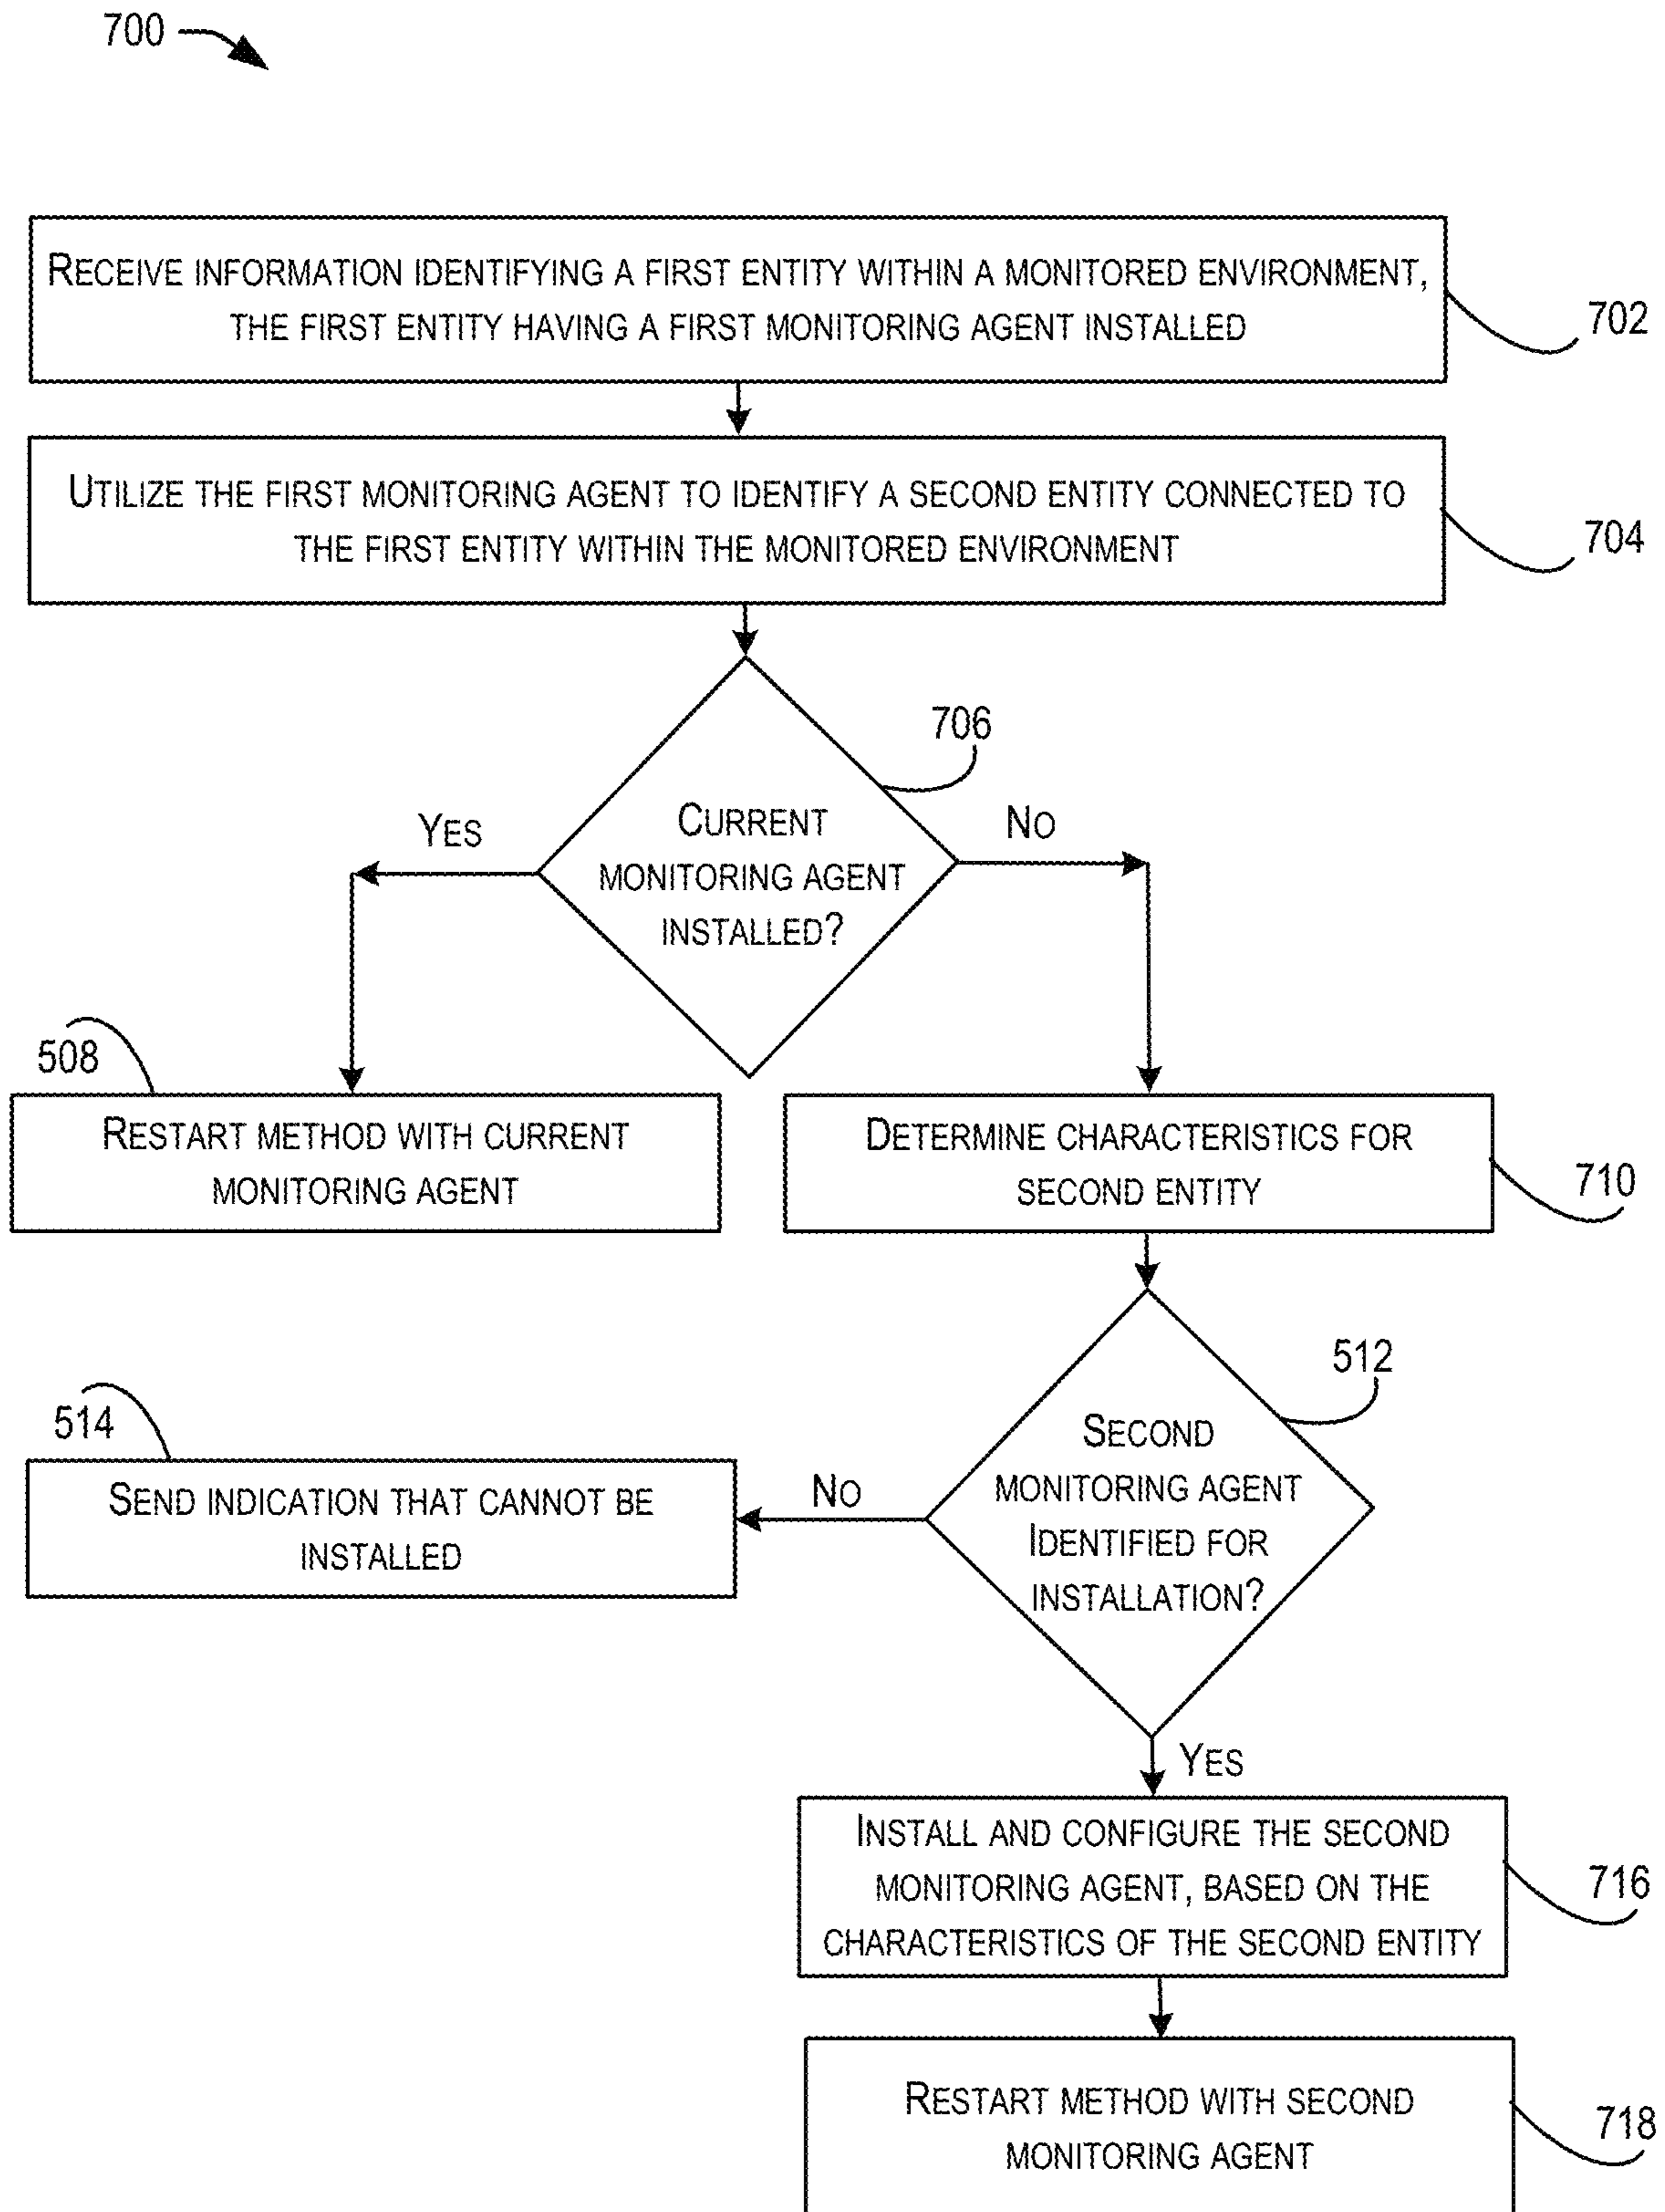 700
RECEIVE INFORMATION IDENTIFYING A FIRST ENTITY WITHIN A MONITORED ENVIRONMENT,
THE FIRST ENTITY HAVING A FIRST MONITORING AGENT INSTALLED
702
UTILIZE THE FIRST MONITORING AGENT TO IDENTIFY A SECOND ENTITY CONNECTED TO
THE FIRST ENTITY WITHIN THE MONITORED ENVIRONMENT
704
706
CURRENT
MONITORING AGENT
INSTALLED?
YES
NO
508
RESTART METHOD WITH CURRENT
MONITORING AGENT
DETERMINE CHARACTERISTICS FOR
SECOND ENTITY
710
512
SECOND
MONITORING AGENT
IDENTIFIED FOR
INSTALLATION?
NO
514
SEND INDICATION THAT CANNOT BE
INSTALLED
YES
INSTALL AND CONFIGURE THE SECOND
MONITORING AGENT, BASED ON THE
CHARACTERISTICS OF THE SECOND ENTITY
716
RESTART METHOD WITH SECOND
MONITORING AGENT
718